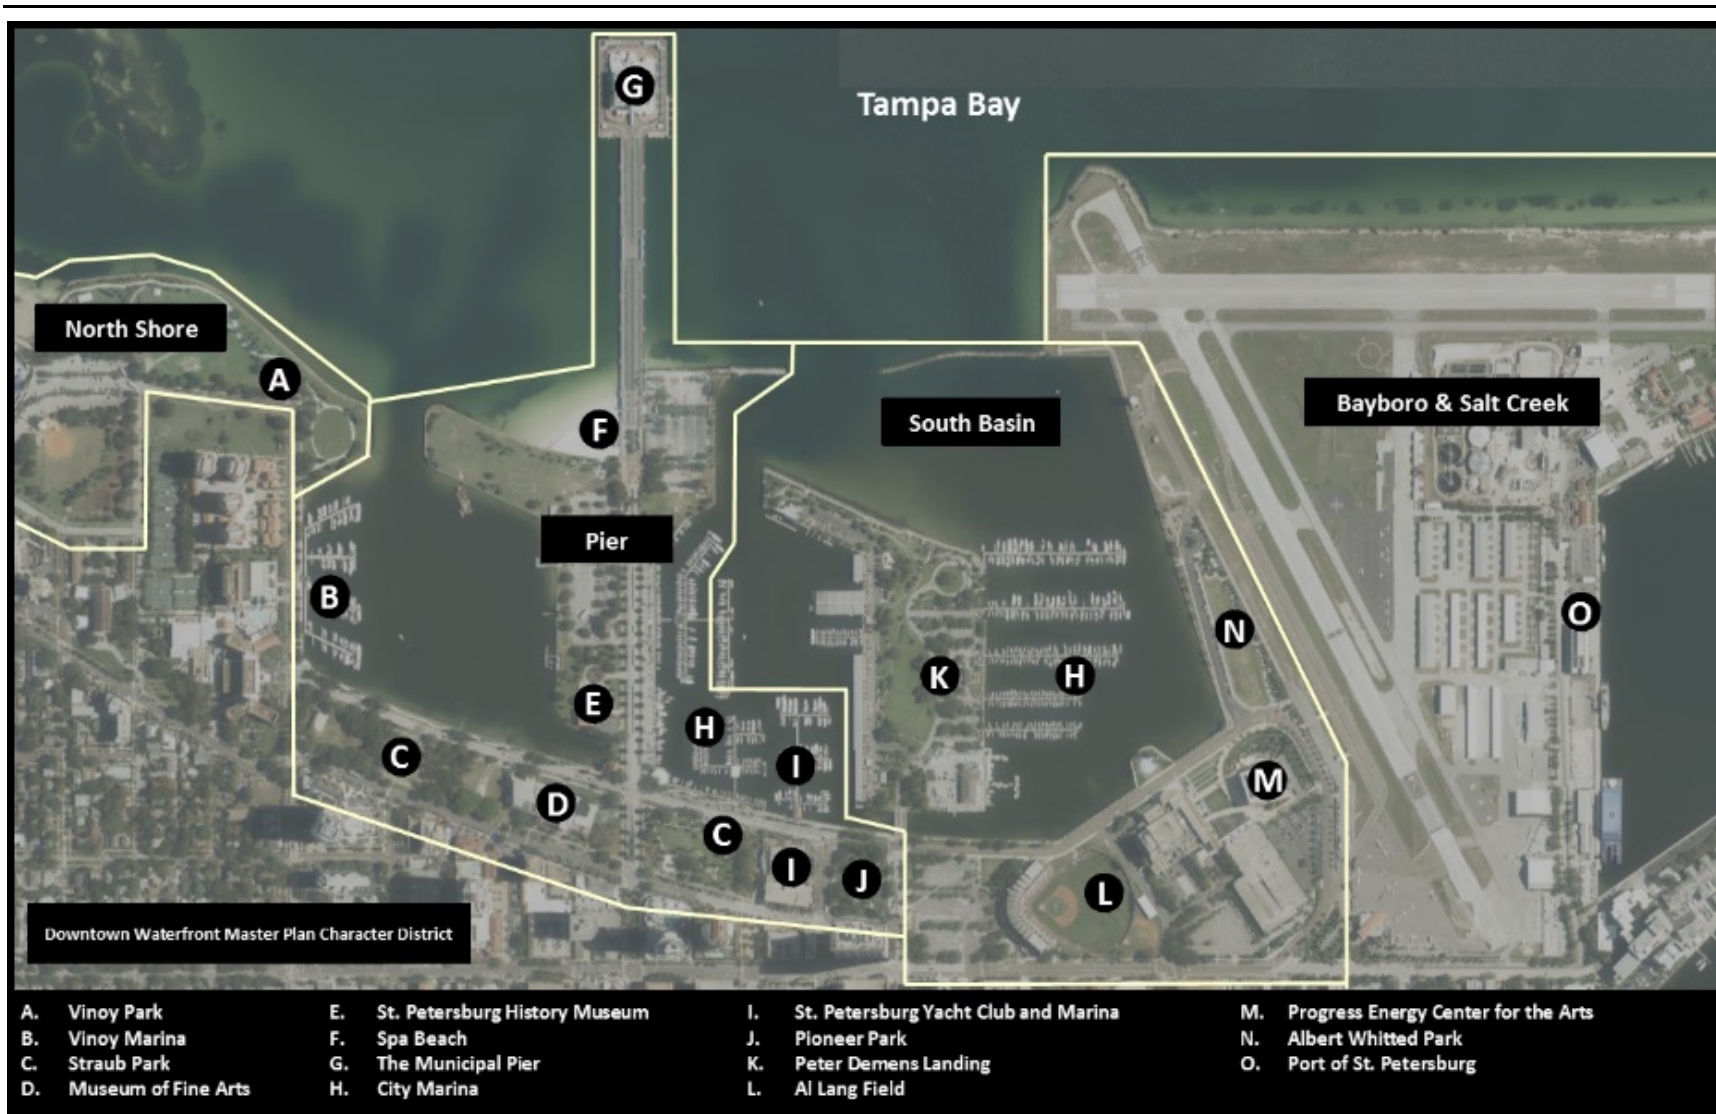 G
Tampa Bay
North Shore
A
Bayboro & Salt Creek
South Basin
F
Pier
B
O
N
E
K
H
H
C
I
M
D
C
I
J
L
Downtown Waterfront Master Plan Character District
A. Vinoy Park
B. Vinoy Marina
C. Straub Park
D. Museum of Fine Arts
E. St. Petersburg History Museum
F. Spa Beach
G. The Municipal Pier
H. City Marina
I. St. Petersburg Yacht Club and Marina
J. Pioneer Park
K. Peter Demens Landing
L. Al Lang Field
M. Progress Energy Center for the Arts
N. Albert Whitted Park
O. Port of St. Petersburg